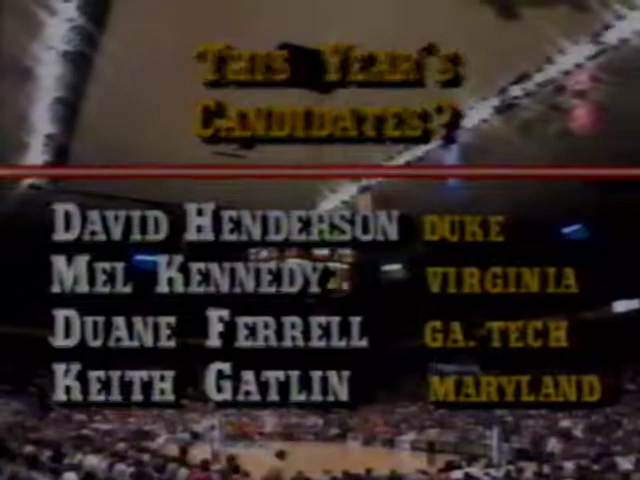 This Year's
Candidates?
David Henderson Duke
Mel Kennedy Virginia
Duane Ferrell Ga. Tech
Keith Gatlin Maryland